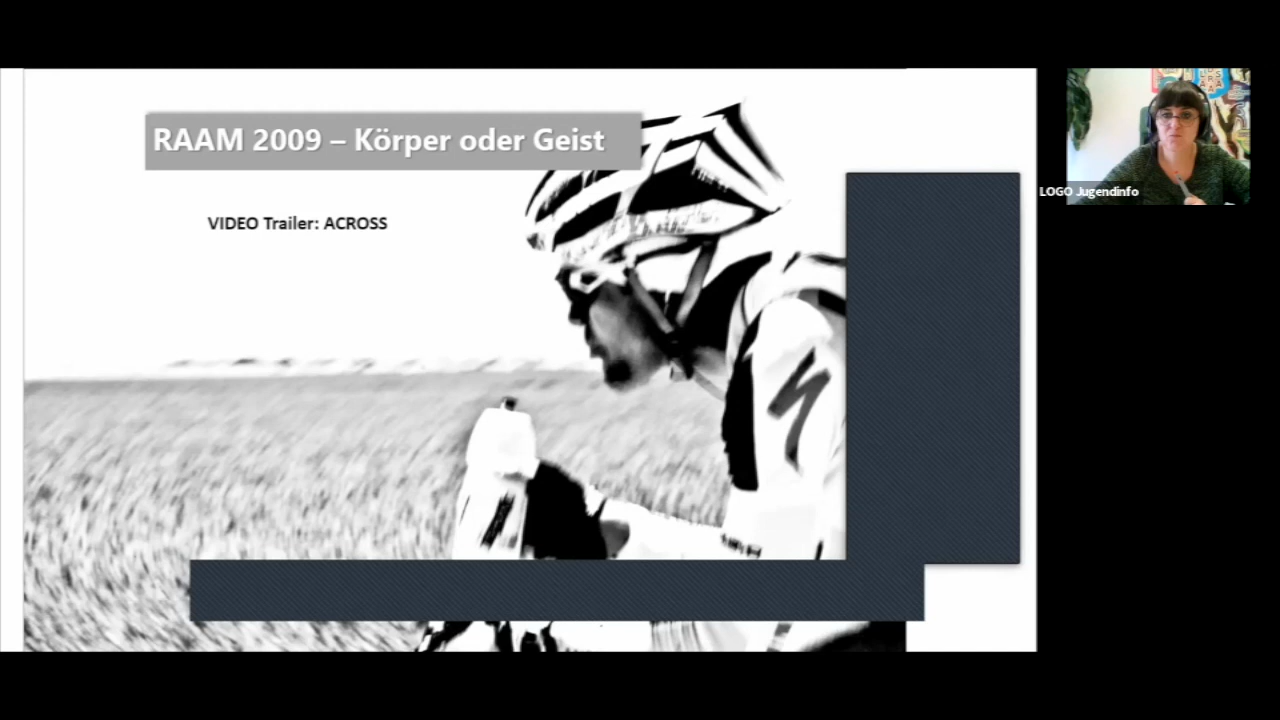 RAAM 2009 – Körper oder Geist
VIDEO Trailer: ACROSS
LOGO Jugendinfo